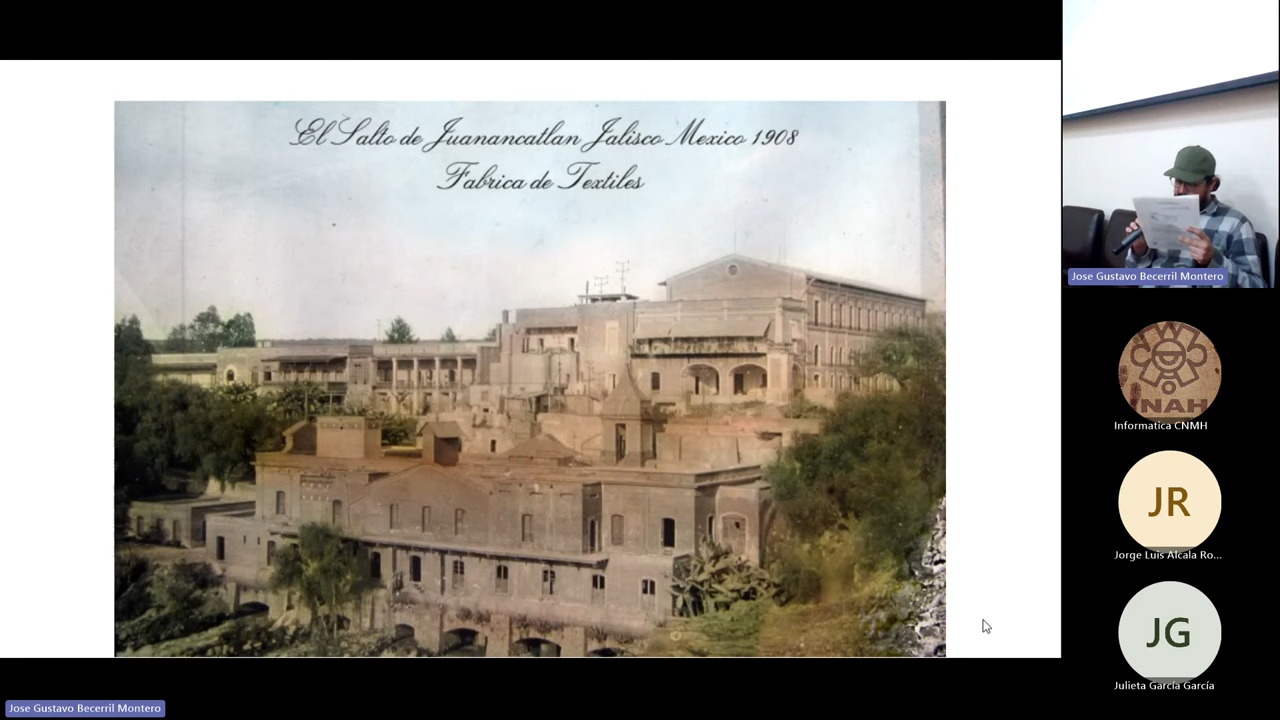 El Salto de Juanancatlan Jalisco Mexico 1908
Fabrica de Textiles
Jose Gustavo Becerril Montero
INAH
Informatica CNMH
JR
Jorge Luis Alcala Ro...
JG
Julieta García García
Jose Gustavo Becerril Montero